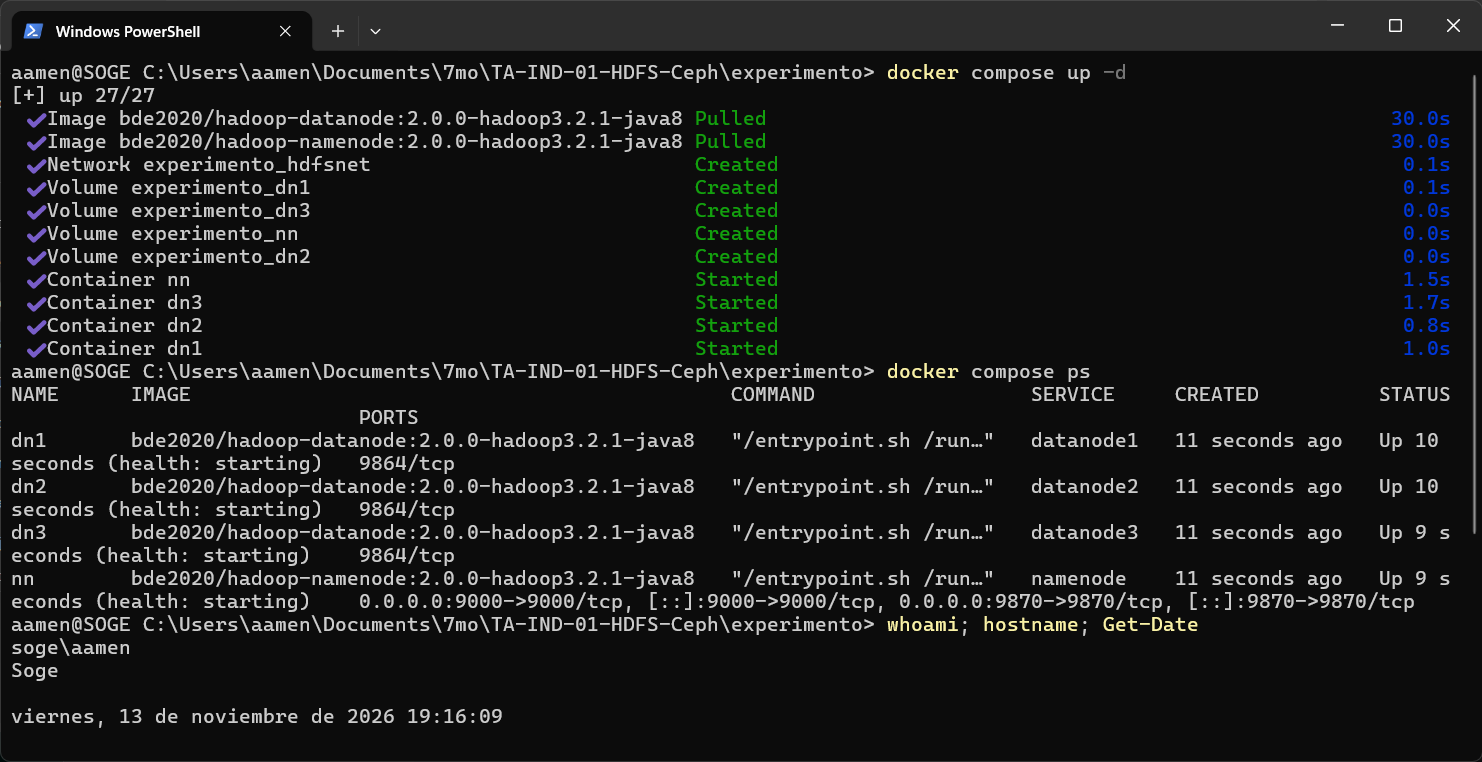 Windows PowerShell
aamen@SOGE C:\Users\aamen\Documents\7mo\TA-IND-01-HDFS-Ceph\experimento> docker compose up -d
[+] up 27/27
✔Image bde2020/hadoop-datanode:2.0.0-hadoop3.2.1-java8 Pulled 30.0s
✔Image bde2020/hadoop-namenode:2.0.0-hadoop3.2.1-java8 Pulled 30.0s
✔Network experimento_hdfsnet Created 0.1s
✔Volume experimento_dn1 Created 0.1s
✔Volume experimento_dn3 Created 0.0s
✔Volume experimento_nn Created 0.0s
✔Volume experimento_dn2 Created 0.0s
✔Container nn Started 1.5s
✔Container dn3 Started 1.7s
✔Container dn2 Started 0.8s
✔Container dn1 Started 1.0s
aamen@SOGE C:\Users\aamen\Documents\7mo\TA-IND-01-HDFS-Ceph\experimento> docker compose ps
NAME IMAGE COMMAND SERVICE CREATED STATUS
PORTS
dn1 bde2020/hadoop-datanode:2.0.0-hadoop3.2.1-java8 "/entrypoint.sh /run…" datanode1 11 seconds ago Up 10
seconds (health: starting) 9864/tcp
dn2 bde2020/hadoop-datanode:2.0.0-hadoop3.2.1-java8 "/entrypoint.sh /run…" datanode2 11 seconds ago Up 10
seconds (health: starting) 9864/tcp
dn3 bde2020/hadoop-datanode:2.0.0-hadoop3.2.1-java8 "/entrypoint.sh /run…" datanode3 11 seconds ago Up 9 s
econds (health: starting) 9864/tcp
nn bde2020/hadoop-namenode:2.0.0-hadoop3.2.1-java8 "/entrypoint.sh /run…" namenode 11 seconds ago Up 9 s
econds (health: starting) 0.0.0.0:9000->9000/tcp, [::]:9000->9000/tcp, 0.0.0.0:9870->9870/tcp, [::]:9870->9870/tcp
aamen@SOGE C:\Users\aamen\Documents\7mo\TA-IND-01-HDFS-Ceph\experimento> whoami; hostname; Get-Date
soge\aamen
Soge
viernes, 13 de noviembre de 2026 19:16:09